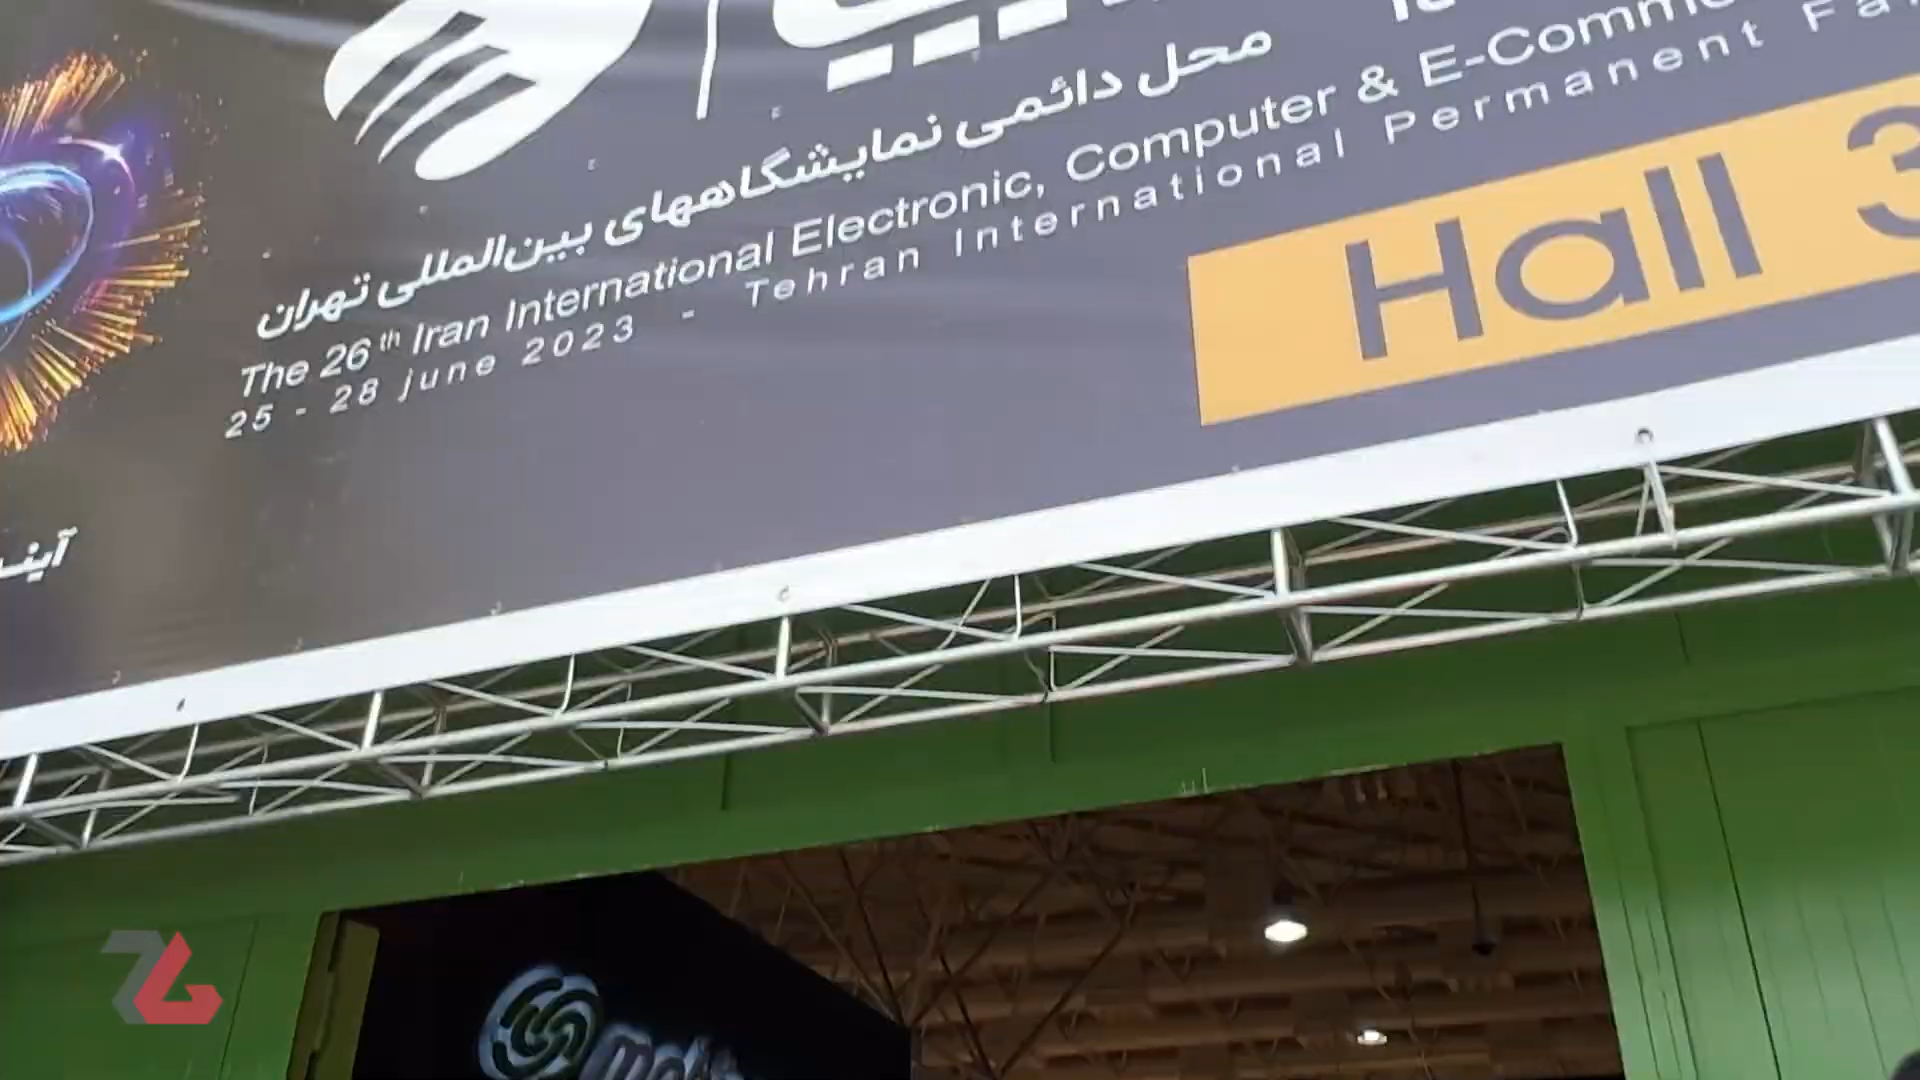 محل دائمی نمایشگاههای بین‌المللی تهران
The 26th Iran International Electronic, Computer & E-Comm
25 - 28 june 2023 - Tehran International Permanent Fa
Hall 3